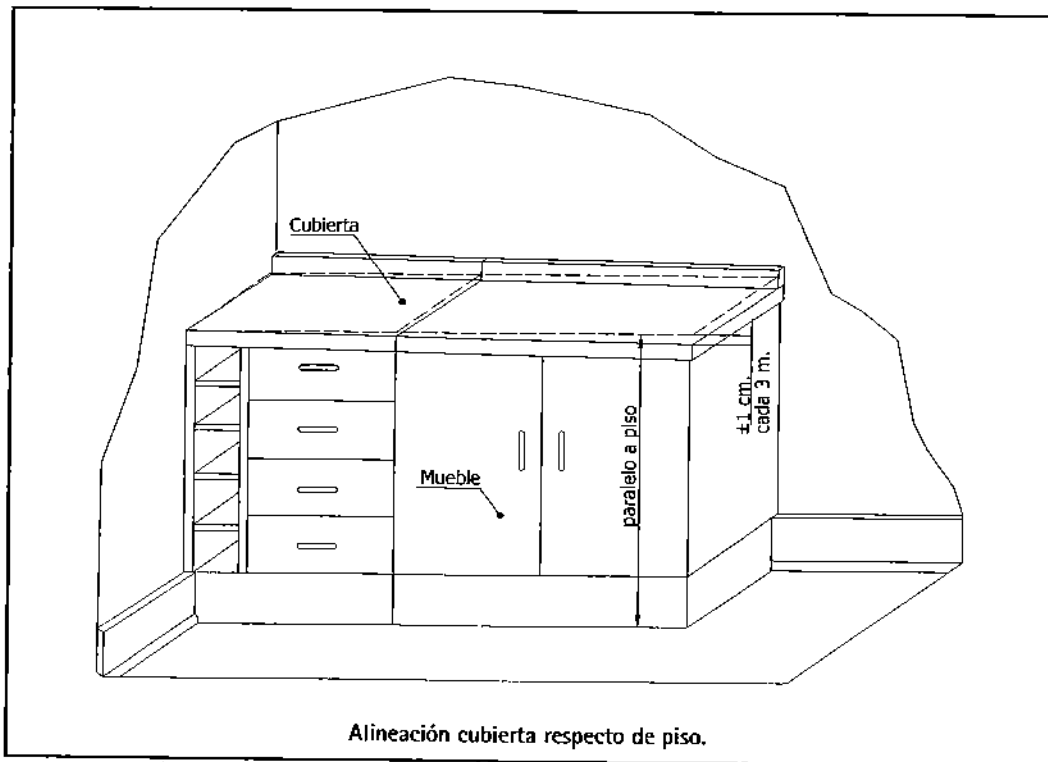 Cubierta
Mueble
paralelo a piso
±1 cm.
cada 3 m.
Alineación cubierta respecto de piso.